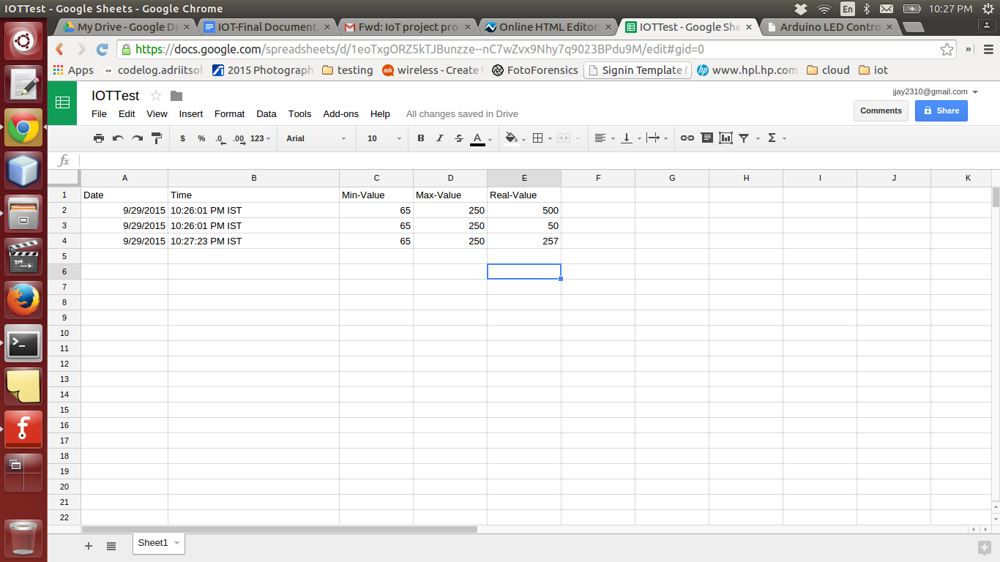 IOTTest - Google Sheets - Google Chrome En 10:27 PM
My Drive - Google Dr IOT-Final Document. Fwd: IoT project pro Online HTML Editor: IOTTest - Google She Arduino LED Contro
https://docs.google.com/spreadsheets/d/1eoTxgORZ5kTJBunzze--nC7wZvx9Nhy7q9023BPdu9M/edit#gid=0 »
Apps codelog.adriitsol 2015 Photograph testing ask wireless - Create FotoForensics Signin Template f hp www.hpl.hp.com cloud iot
IOTTest jjay2310@gmail.com
File Edit View Insert Format Data Tools Add-ons Help All changes saved in Drive Comments Share
$ % .0 .00 123 Arial 10 B I S A Σ
fx
A B C D E F G H I J K
1 Date Time Min-Value Max-Value Real-Value
2 9/29/2015 10:26:01 PM IST 65 250 500
3 9/29/2015 10:26:01 PM IST 65 250 50
4 9/29/2015 10:27:23 PM IST 65 250 257
5
6
7
8
9
10
11
12
13
14
15
16
17
18
19
20
21
22
+ Sheet1